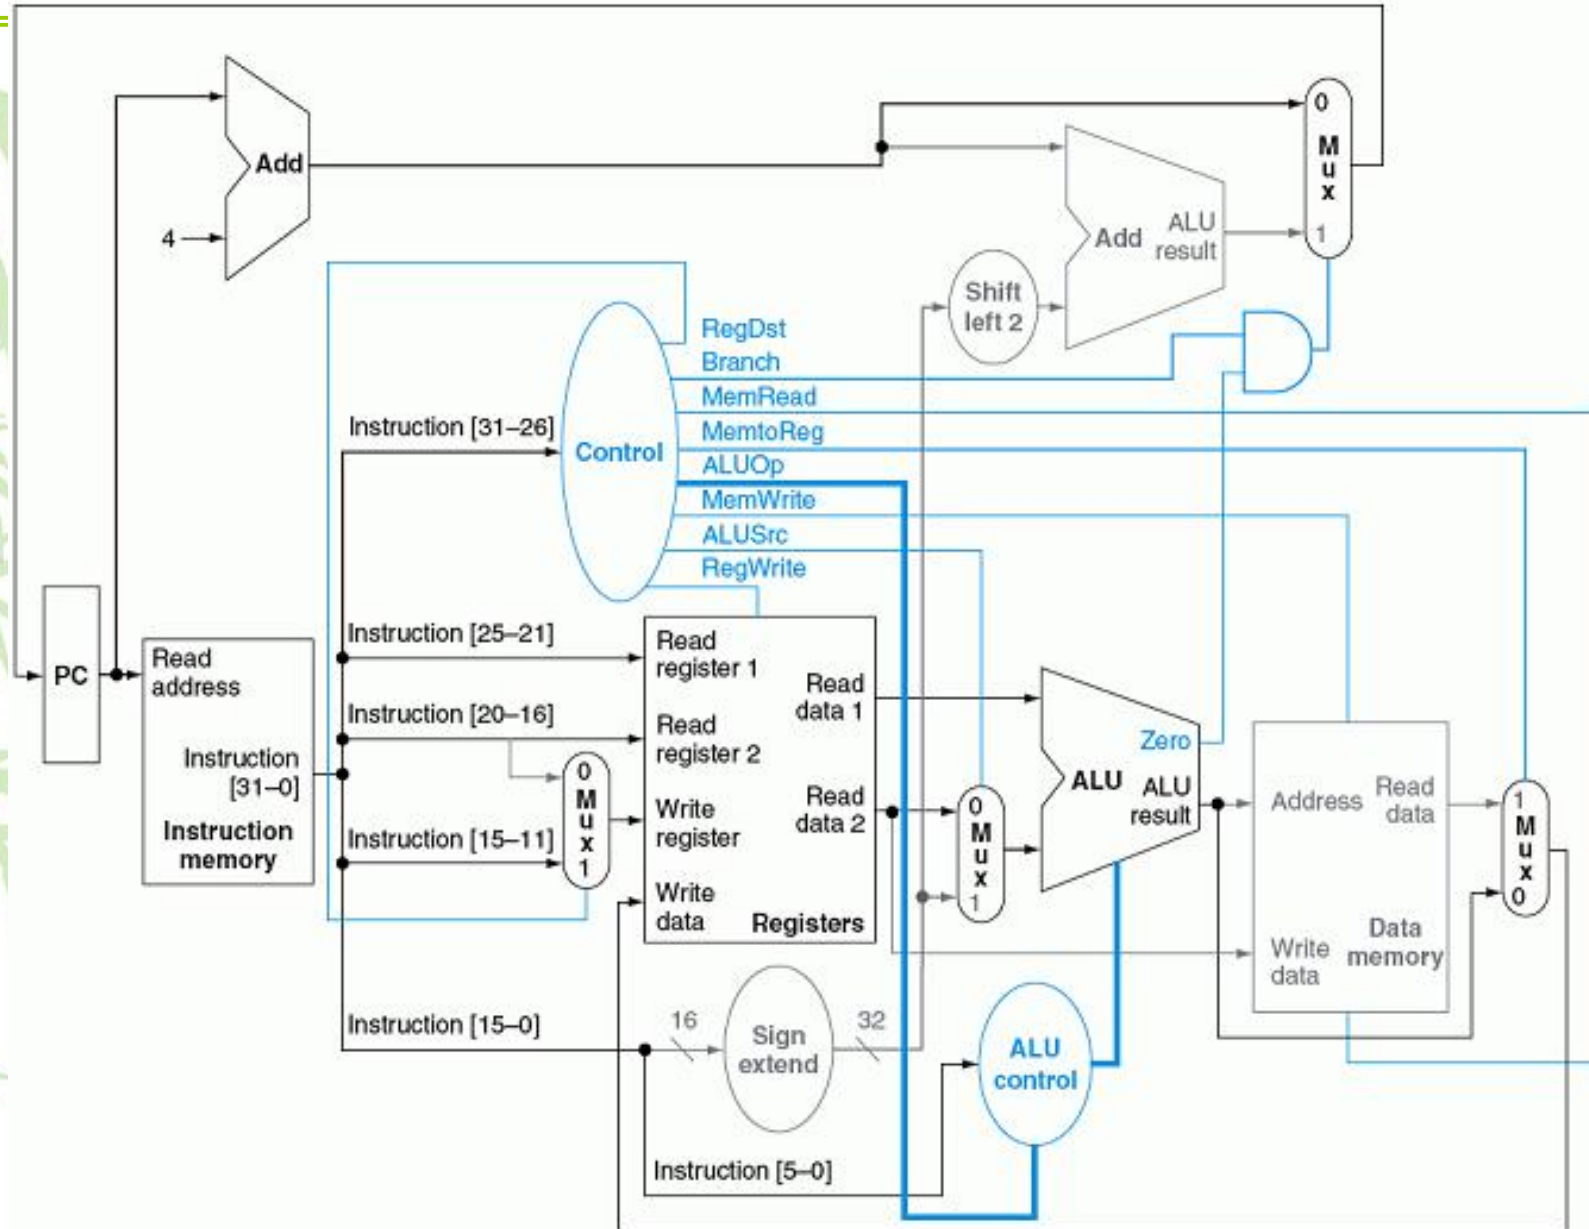 0
M
u
x
1
Add
4
Add
ALU
result
Shift
left 2
RegDst
Branch
MemRead
MemtoReg
ALUOp
MemWrite
ALUSrc
RegWrite
Control
Instruction [31–26]
Instruction [25–21]
Instruction [20–16]
Instruction [15–11]
Instruction [15–0]
Instruction [5–0]
PC
Read
address
Instruction
[31–0]
Instruction
memory
0
M
u
x
1
Read
register 1
Read
register 2
Write
register
Write
data
Read
data 1
Read
data 2
Registers
0
M
u
x
1
Zero
ALU
ALU
result
Address
Read
data
Write
data
Data
memory
1
M
u
x
0
16
Sign
extend
32
ALU
control